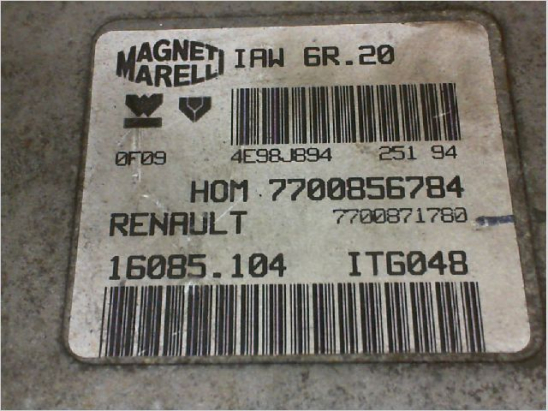 MAGNETI
MARELLI
IAW 6R.20
0F09 4E98J894 251 94
HOM 7700856784
RENAULT 7700871780
16085.104 ITG048